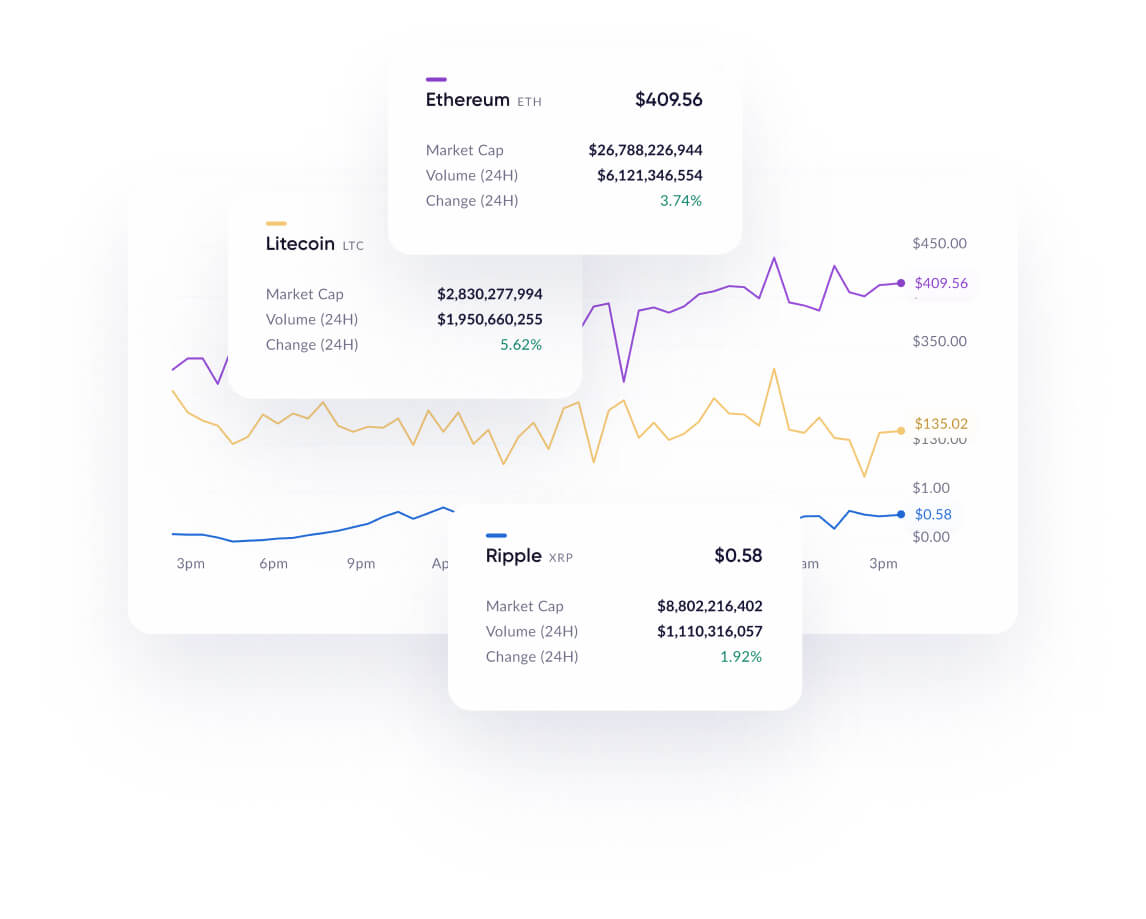 Ethereum ETH $409.56
Market Cap $26,788,226,944
Volume (24H) $6,121,346,554
Change (24H) 3.74%
Litecoin LTC
Market Cap $2,830,277,994
Volume (24H) $1,950,660,255
Change (24H) 5.62%
$450.00
$409.56
$350.00
$135.02
$130.00
$1.00
$0.58
$0.00
3pm 6pm 9pm Ap am 3pm
Ripple XRP $0.58
Market Cap $8,802,216,402
Volume (24H) $1,110,316,057
Change (24H) 1.92%